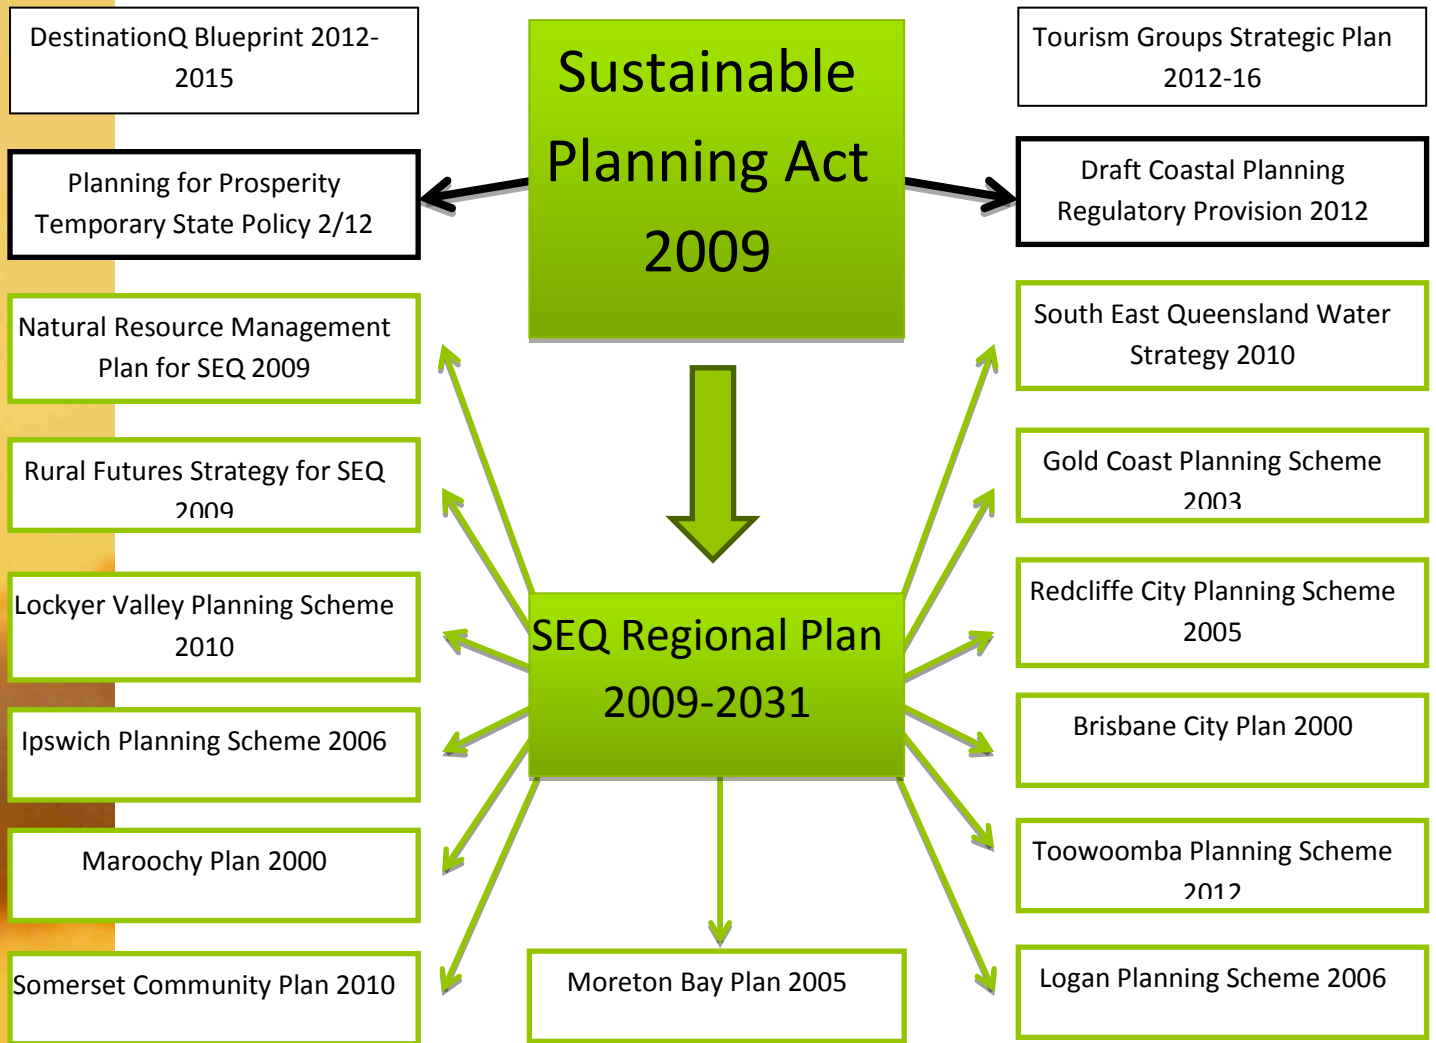 DestinationQ Blueprint 2012-
2015
Sustainable
Planning Act
2009
Tourism Groups Strategic Plan
2012-16
Planning for Prosperity
Temporary State Policy 2/12
Draft Coastal Planning
Regulatory Provision 2012
Natural Resource Management
Plan for SEQ 2009
South East Queensland Water
Strategy 2010
Rural Futures Strategy for SEQ
2009
Gold Coast Planning Scheme
2003
Lockyer Valley Planning Scheme
2010
SEQ Regional Plan
2009-2031
Redcliffe City Planning Scheme
2005
Ipswich Planning Scheme 2006
Brisbane City Plan 2000
Maroochy Plan 2000
Toowoomba Planning Scheme
2012
Somerset Community Plan 2010
Moreton Bay Plan 2005
Logan Planning Scheme 2006